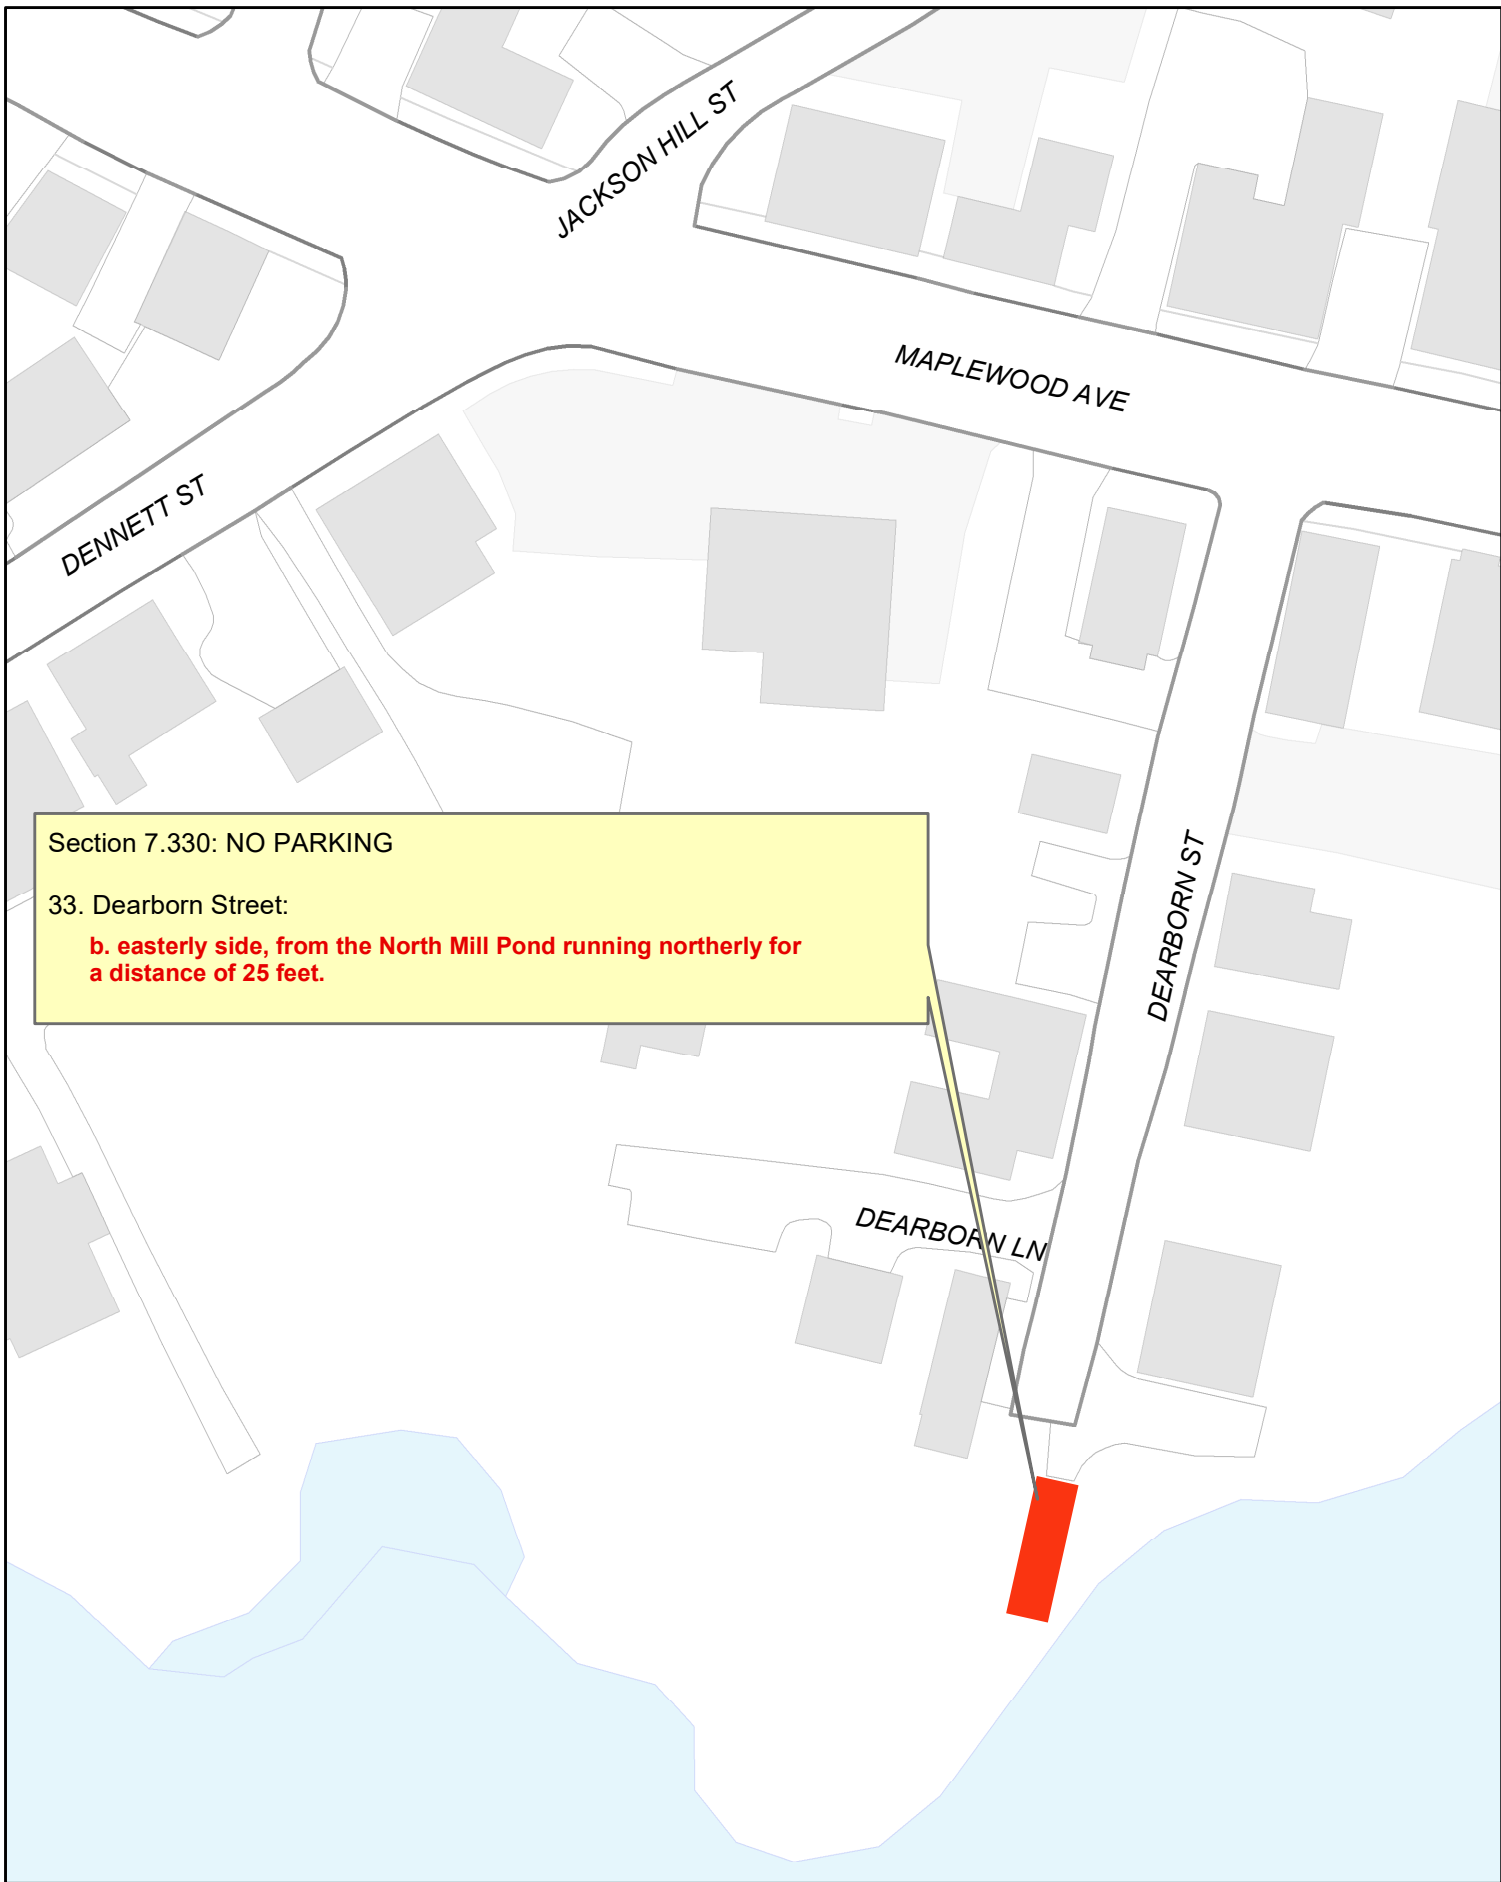 JACKSON HILL ST
MAPLEWOOD AVE
DENNETT ST
Section 7.330: NO PARKING
33. Dearborn Street:
b. easterly side, from the North Mill Pond running northerly for
a distance of 25 feet.
DEARBORN ST
DEARBORN LN